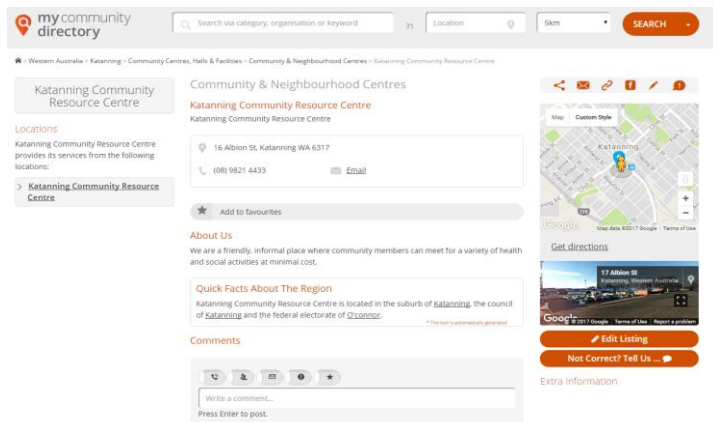 my community
directory
Search via category, organisation or keyword
in
Location
5km
SEARCH
Western Australia > Katanning > Community Centres, Halls & Facilities > Community & Neighbourhood Centres > Katanning Community Resource Centre
Katanning Community
Resource Centre
Locations
Katanning Community Resource Centre
provides its services from the following
locations:
> Katanning Community Resource
Centre
Community & Neighbourhood Centres
Katanning Community Resource Centre
Katanning Community Resource Centre
16 Albion St, Katanning WA 6317
(08) 9821 4433
Email
Add to favourites
About Us
We are a friendly, informal place where community members can meet for a variety of health
and social activities at minimal cost.
Quick Facts About The Region
Katanning Community Resource Centre is located in the suburb of Katanning, the council
of Katanning and the federal electorate of O'connor.
* This text is automatically generated
Comments
Write a comment...
Press Enter to post.
Map
Custom Style
Katanning
+
−
Google
Map data ©2017 Google
Terms of Use
Get directions
17 Albion St
Katanning, Western Australia
Google
© 2017 Google
Terms of Use
Report a problem
Edit Listing
Not Correct? Tell Us ...
Extra Information